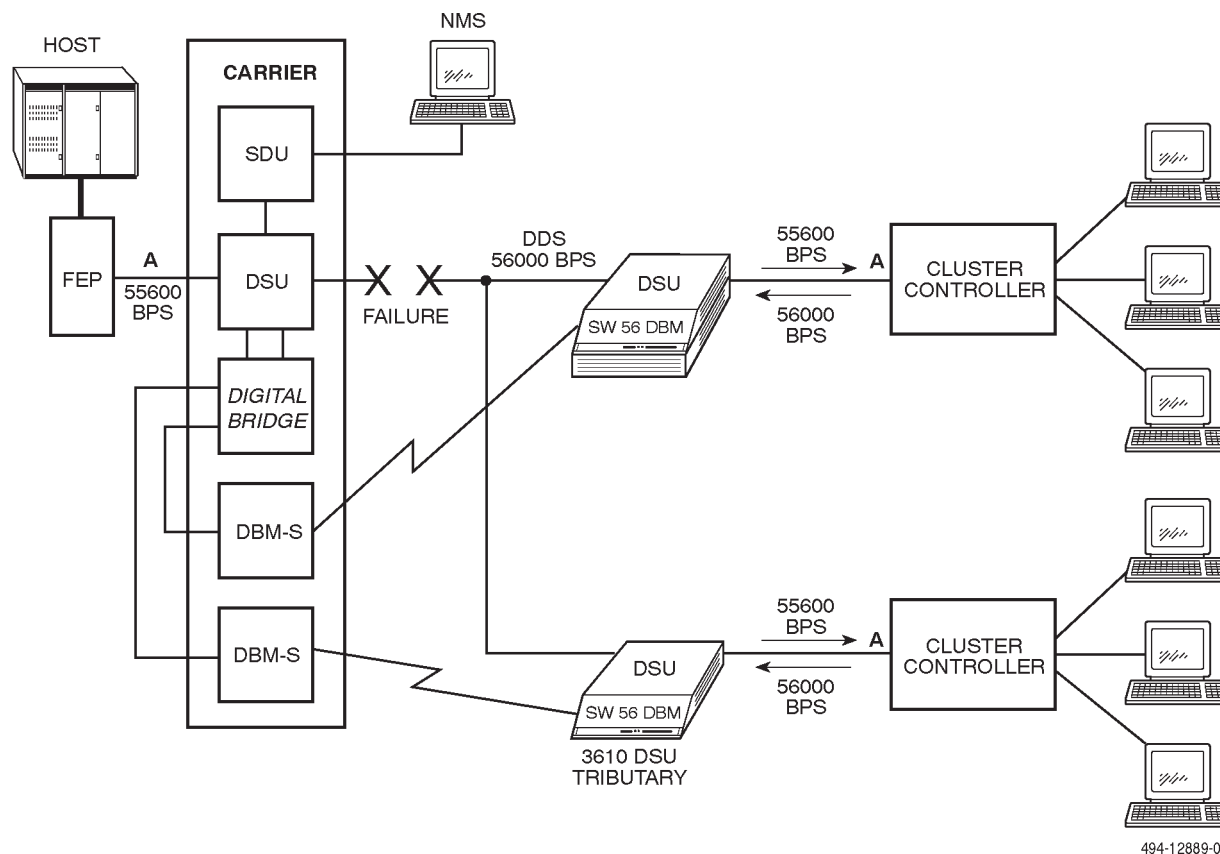 NMS
HOST
CARRIER
SDU
FEP
A
55600
BPS
DSU
FAILURE
DDS
56000 BPS
DSU
SW 56 DBM
55600
BPS
A
56000
BPS
CLUSTER
CONTROLLER
DIGITAL
BRIDGE
DBM-S
DBM-S
DSU
SW 56 DBM
3610 DSU
TRIBUTARY
55600
BPS
A
56000
BPS
CLUSTER
CONTROLLER
494-12889-0